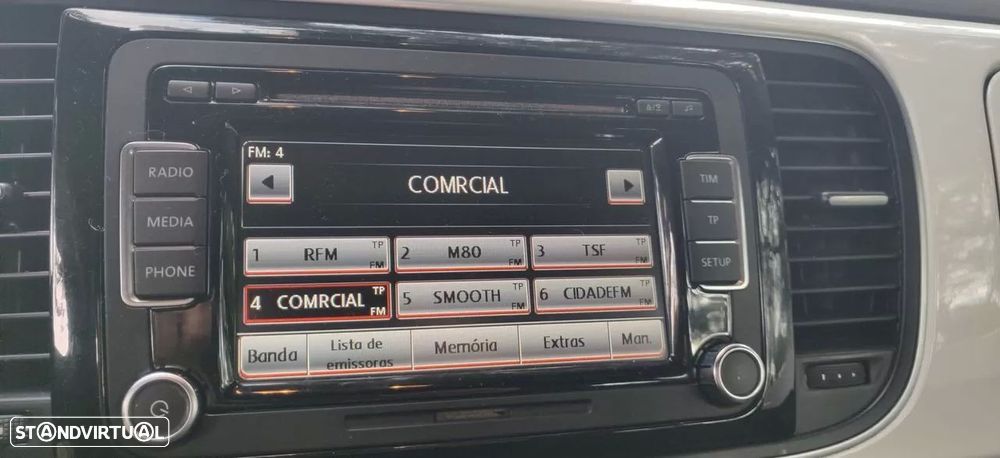 RADIO
MEDIA
PHONE
FM: 4
COMRCIAL
1 RFM TP FM
2 M80 TP FM
3 TSF TP FM
4 COMRCIAL TP FM
5 SMOOTH FM
6 CIDADEFM FM
Banda
Lista de
emissoras
Memória
Extras
Man.
TIM
TP
SETUP
STANDVIRTUAL